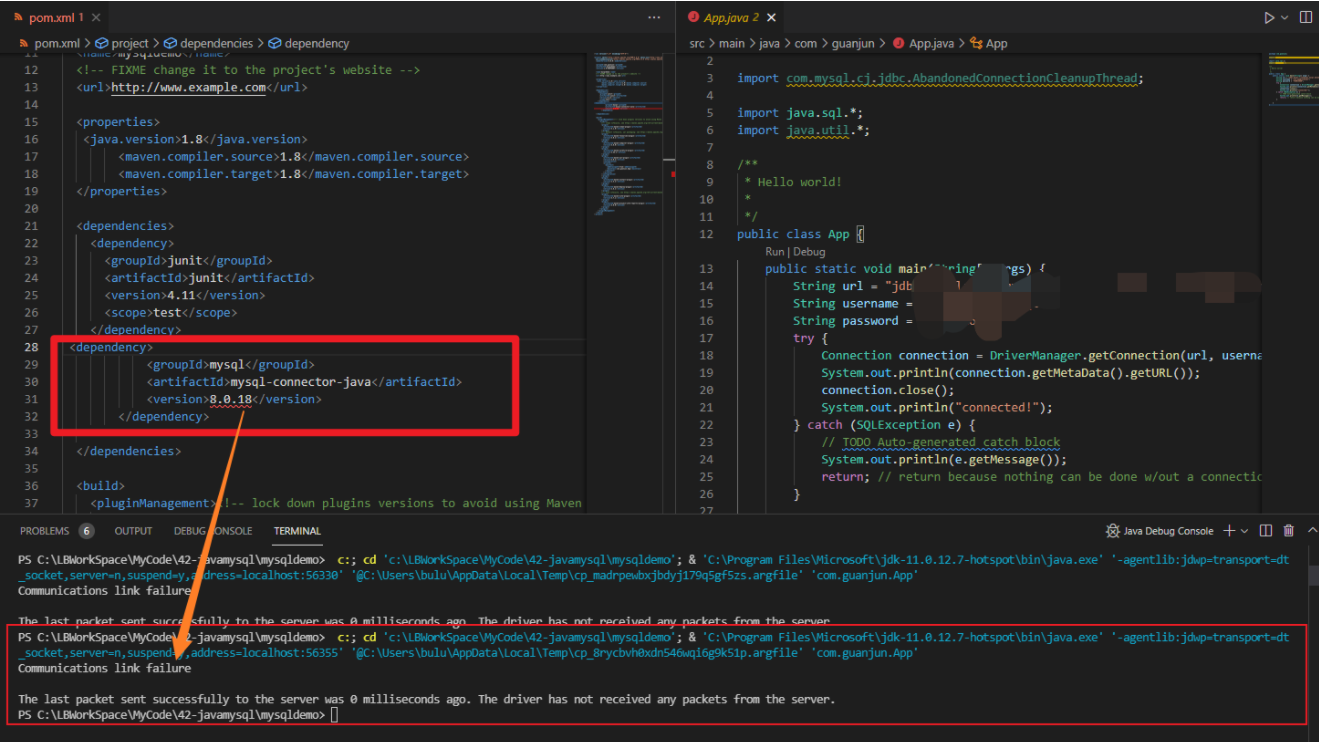 pom.xml 1
pom.xml > project > dependencies > dependency
11 <name>mysqldemo</name>
12 <!-- FIXME change it to the project's website -->
13 <url>http://www.example.com</url>
14
15 <properties>
16 <java.version>1.8</java.version>
17 <maven.compiler.source>1.8</maven.compiler.source>
18 <maven.compiler.target>1.8</maven.compiler.target>
19 </properties>
20
21 <dependencies>
22 <dependency>
23 <groupId>junit</groupId>
24 <artifactId>junit</artifactId>
25 <version>4.11</version>
26 <scope>test</scope>
27 </dependency>
28 <dependency>
29 <groupId>mysql</groupId>
30 <artifactId>mysql-connector-java</artifactId>
31 <version>8.0.18</version>
32 </dependency>
33
34 </dependencies>
35
36 <build>
37 <pluginManagement><!-- lock down plugins versions to avoid using Maven
App.java 2
src > main > java > com > guanjun > App.java > App
2
3 import com.mysql.cj.jdbc.AbandonedConnectionCleanupThread;
4
5 import java.sql.*;
6 import java.util.*;
7
8 /**
9 * Hello world!
10 *
11 */
12 public class App {
Run | Debug
13 public static void main(String[] args) {
14 String url = "jdb
15 String username =
16 String password =
17 try {
18 Connection connection = DriverManager.getConnection(url, userna
19 System.out.println(connection.getMetaData().getURL());
20 connection.close();
21 System.out.println("connected!");
22 } catch (SQLException e) {
23 // TODO Auto-generated catch block
24 System.out.println(e.getMessage());
25 return; // return because nothing can be done w/out a connectio
26 }
27
PROBLEMS 6 OUTPUT DEBUG CONSOLE TERMINAL Java Debug Console
PS C:\LBWorkSpace\MyCode\42-javamysql\mysqldemo> c:; cd 'c:\LBWorkSpace\MyCode\42-javamysql\mysqldemo'; & 'C:\Program Files\Microsoft\jdk-11.0.12.7-hotspot\bin\java.exe' '-agentlib:jdwp=transport=dt
_socket,server=n,suspend=y,address=localhost:56330' '@C:\Users\bulu\AppData\Local\Temp\cp_madrpewbxjbdyj179q5gf5zs.argfile' 'com.guanjun.App'
Communications link failure

The last packet sent successfully to the server was 0 milliseconds ago. The driver has not received any packets from the server.
PS C:\LBWorkSpace\MyCode\42-javamysql\mysqldemo> c:; cd 'c:\LBWorkSpace\MyCode\42-javamysql\mysqldemo'; & 'C:\Program Files\Microsoft\jdk-11.0.12.7-hotspot\bin\java.exe' '-agentlib:jdwp=transport=dt
_socket,server=n,suspend=y,address=localhost:56355' '@C:\Users\bulu\AppData\Local\Temp\cp_8rycbvh0xdn546wqi6g9k51p.argfile' 'com.guanjun.App'
Communications link failure

The last packet sent successfully to the server was 0 milliseconds ago. The driver has not received any packets from the server.
PS C:\LBWorkSpace\MyCode\42-javamysql\mysqldemo>